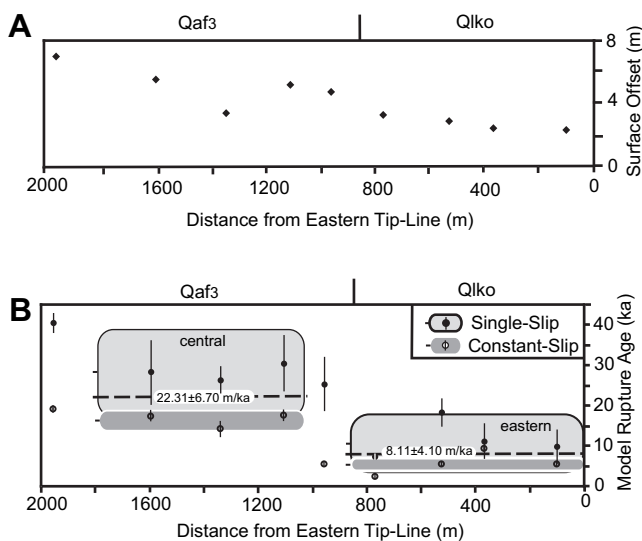 A
Qaf3 Qlko
8
4
0
Surface Offset (m)
2000 1600 1200 800 400 0
Distance from Eastern Tip-Line (m)
B
Qaf3 Qlko
Single-Slip
Constant-Slip
central
22.31±6.70 m/ka
eastern
8.11±4.10 m/ka
40
30
20
10
0
Model Rupture Age (ka)
2000 1600 1200 800 400 0
Distance from Eastern Tip-Line (m)